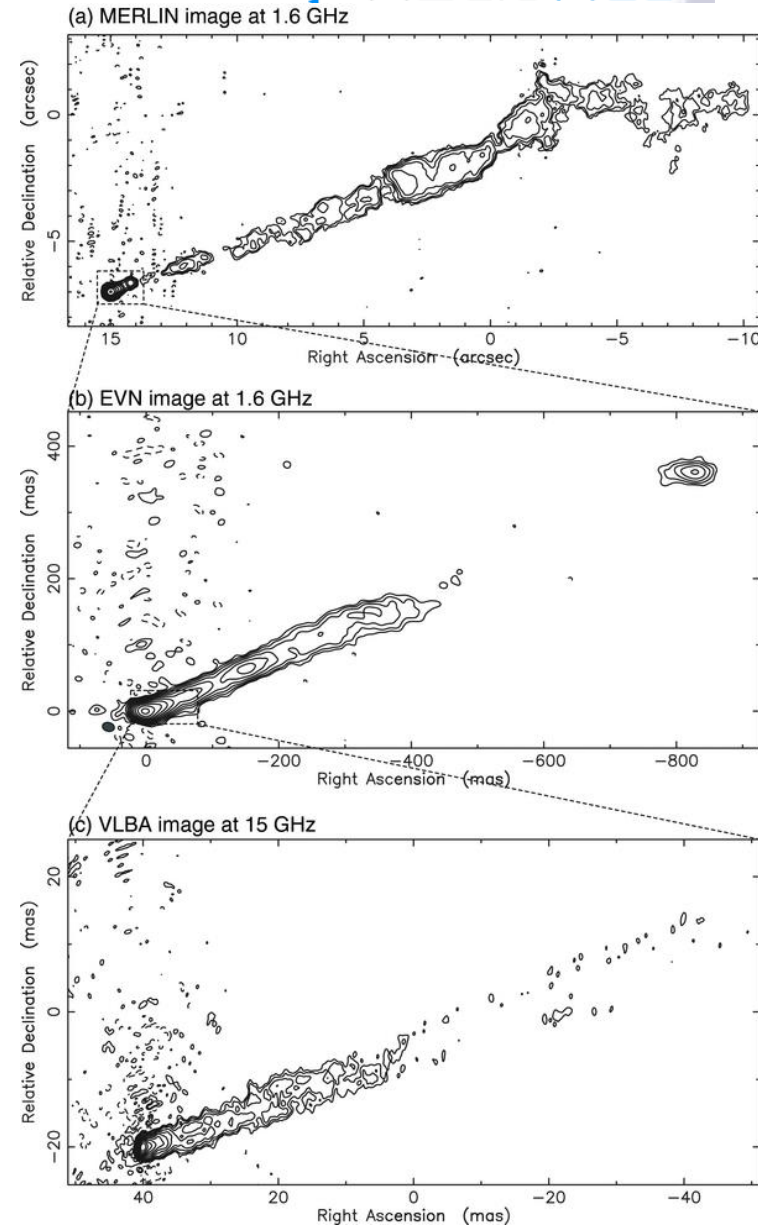 (a) MERLIN image at 1.6 GHz
Relative Declination (arcsec)
0
−5
15 10 5 0 −5 −10
Right Ascension (arcsec)
(b) EVN image at 1.6 GHz
Relative Declination (mas)
400
200
0
0 −200 −400 −600 −800
Right Ascension (mas)
(c) VLBA image at 15 GHz
Relative Declination (mas)
20
0
−20
40 20 0 −20 −40
Right Ascension (mas)